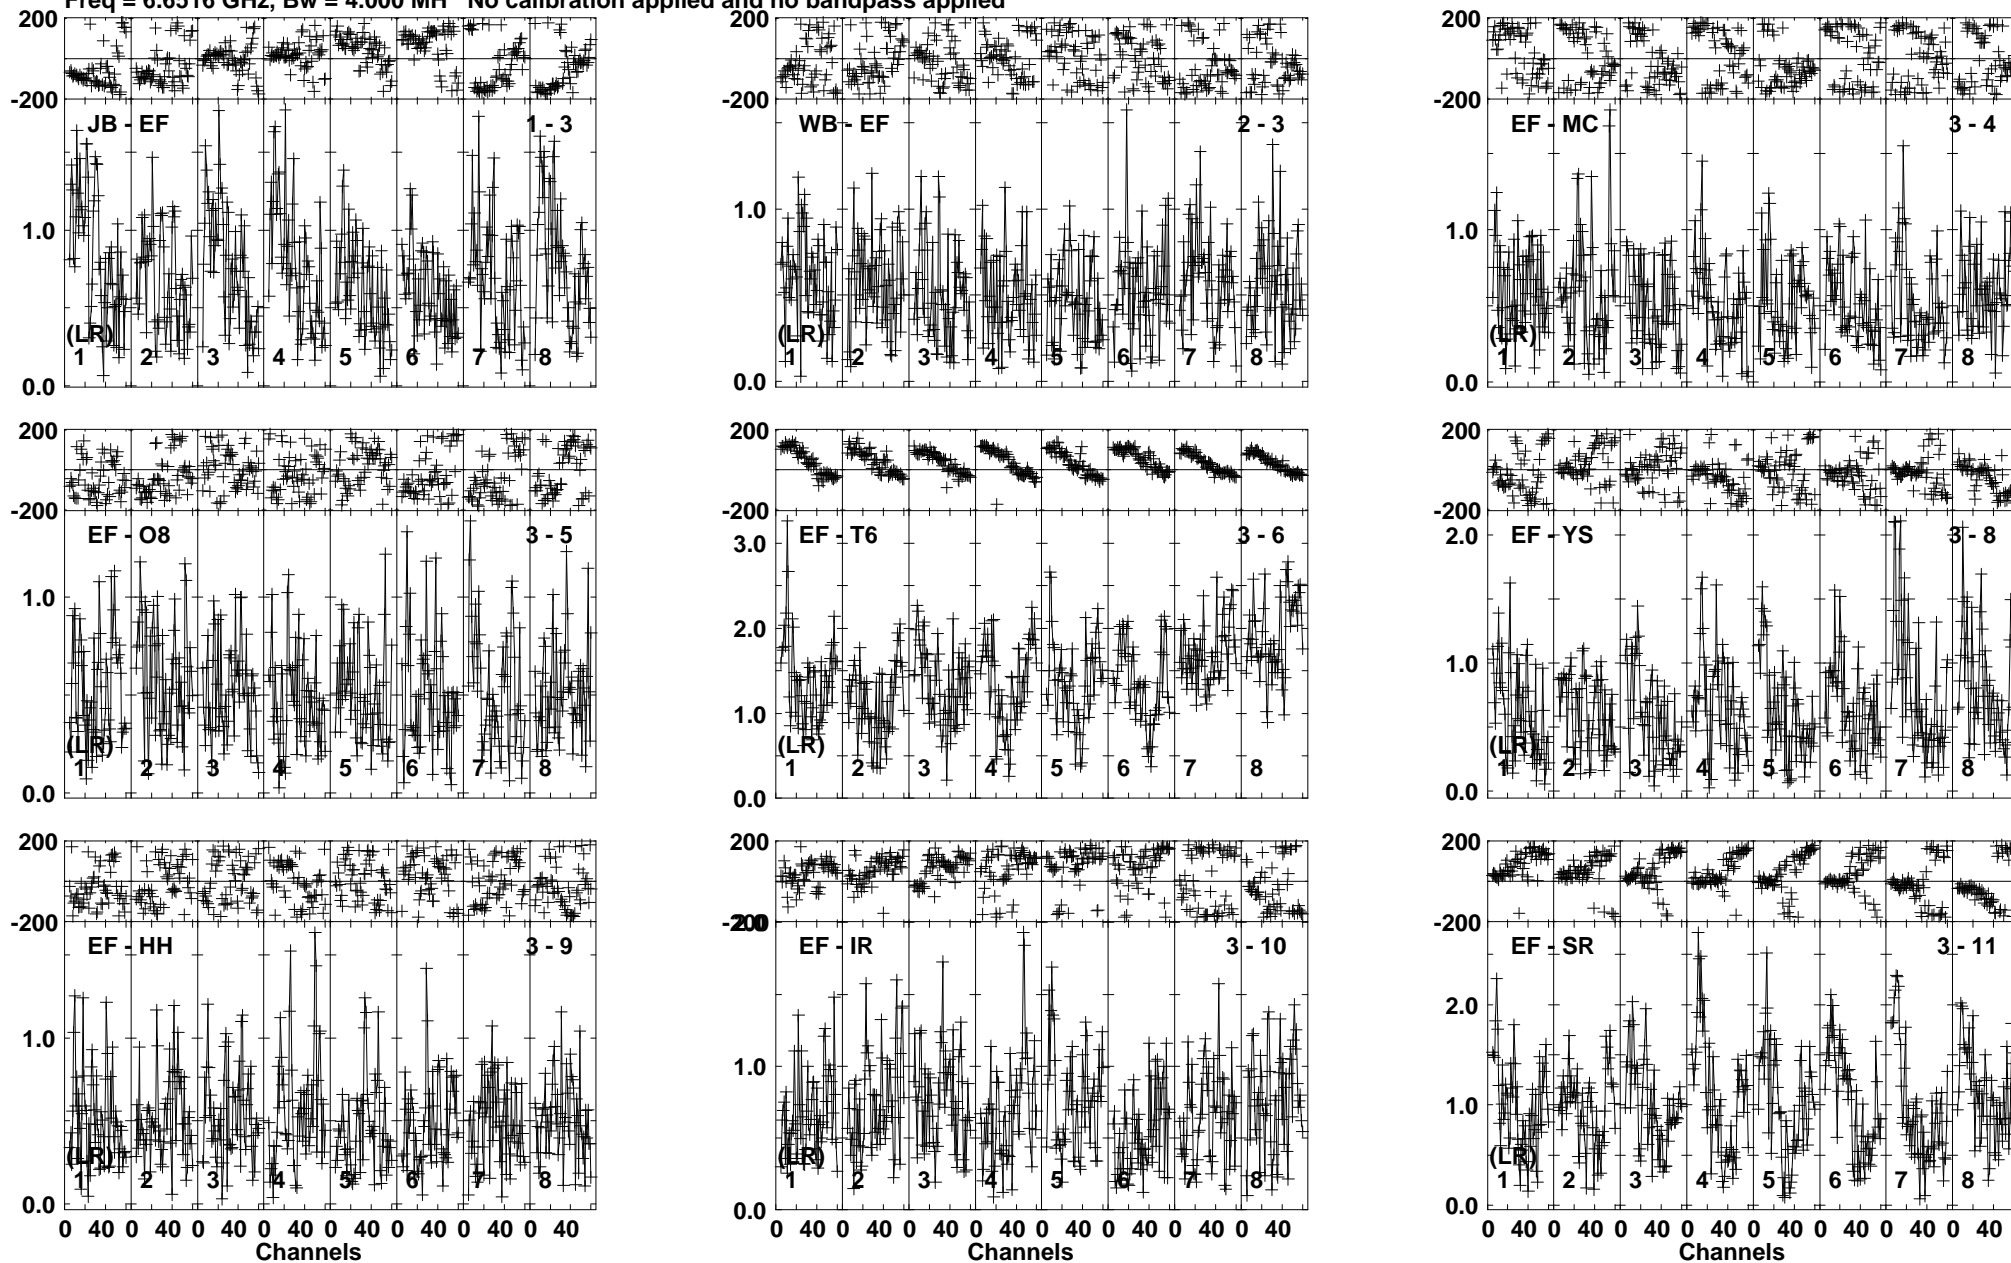 Freq = 6.6516 GHz, Bw = 4.000 MH No calibration applied and no bandpass applied
200 200 200
-200 -200 -200
JB - EF 1 - 3 WB - EF 2 - 3 EF - MC 3 - 4
1.0 1.0 1.0
(LR) (LR) (LR)
1 2 3 4 5 6 7 8 1 2 3 4 5 6 7 8 1 2 3 4 5 6 7 8
0.0 0.0 0.0
200 200 200
-200 -200 -200
EF - O8 3 - 5 EF - T6 3 - 6 EF - YS 3 - 8
3.0 2.0
1.0 2.0 1.0
1.0
(LR) (LR) (LR)
1 2 3 4 5 6 7 8 1 2 3 4 5 6 7 8 1 2 3 4 5 6 7 8
0.0 0.0 0.0
200 200 200
-200 -200 2.0 -200
EF - HH 3 - 9 EF - IR 3 - 10 EF - SR 3 - 11
1.0 1.0 2.0
1.0
(LR) (LR) (LR)
1 2 3 4 5 6 7 8 1 2 3 4 5 6 7 8 1 2 3 4 5 6 7 8
0.0 0.0 0.0
0 40 0 40 0 40 0 40 0 40 0 40 0 40 0 40 0 40 0 40 0 40 0 40 0 40 0 40 0 40 0 40 0 40 0 40 0 40 0 40 0 40 0 40 0 40 0 40
Channels Channels Channels